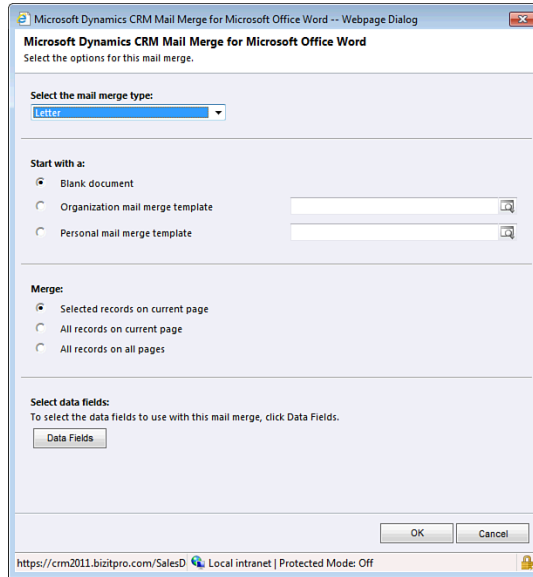 Microsoft Dynamics CRM Mail Merge for Microsoft Office Word -- Webpage Dialog
Microsoft Dynamics CRM Mail Merge for Microsoft Office Word
Select the options for this mail merge.
Select the mail merge type:
Letter
Start with a:
Blank document
Organization mail merge template
Personal mail merge template
Merge:
Selected records on current page
All records on current page
All records on all pages
Select data fields:
To select the data fields to use with this mail merge, click Data Fields.
Data Fields
OK Cancel
https://crm2011.bizitpro.com/SalesD Local intranet | Protected Mode: Off